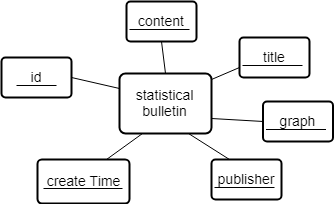 content
title
id
statistical
bulletin
graph
create Time
publisher